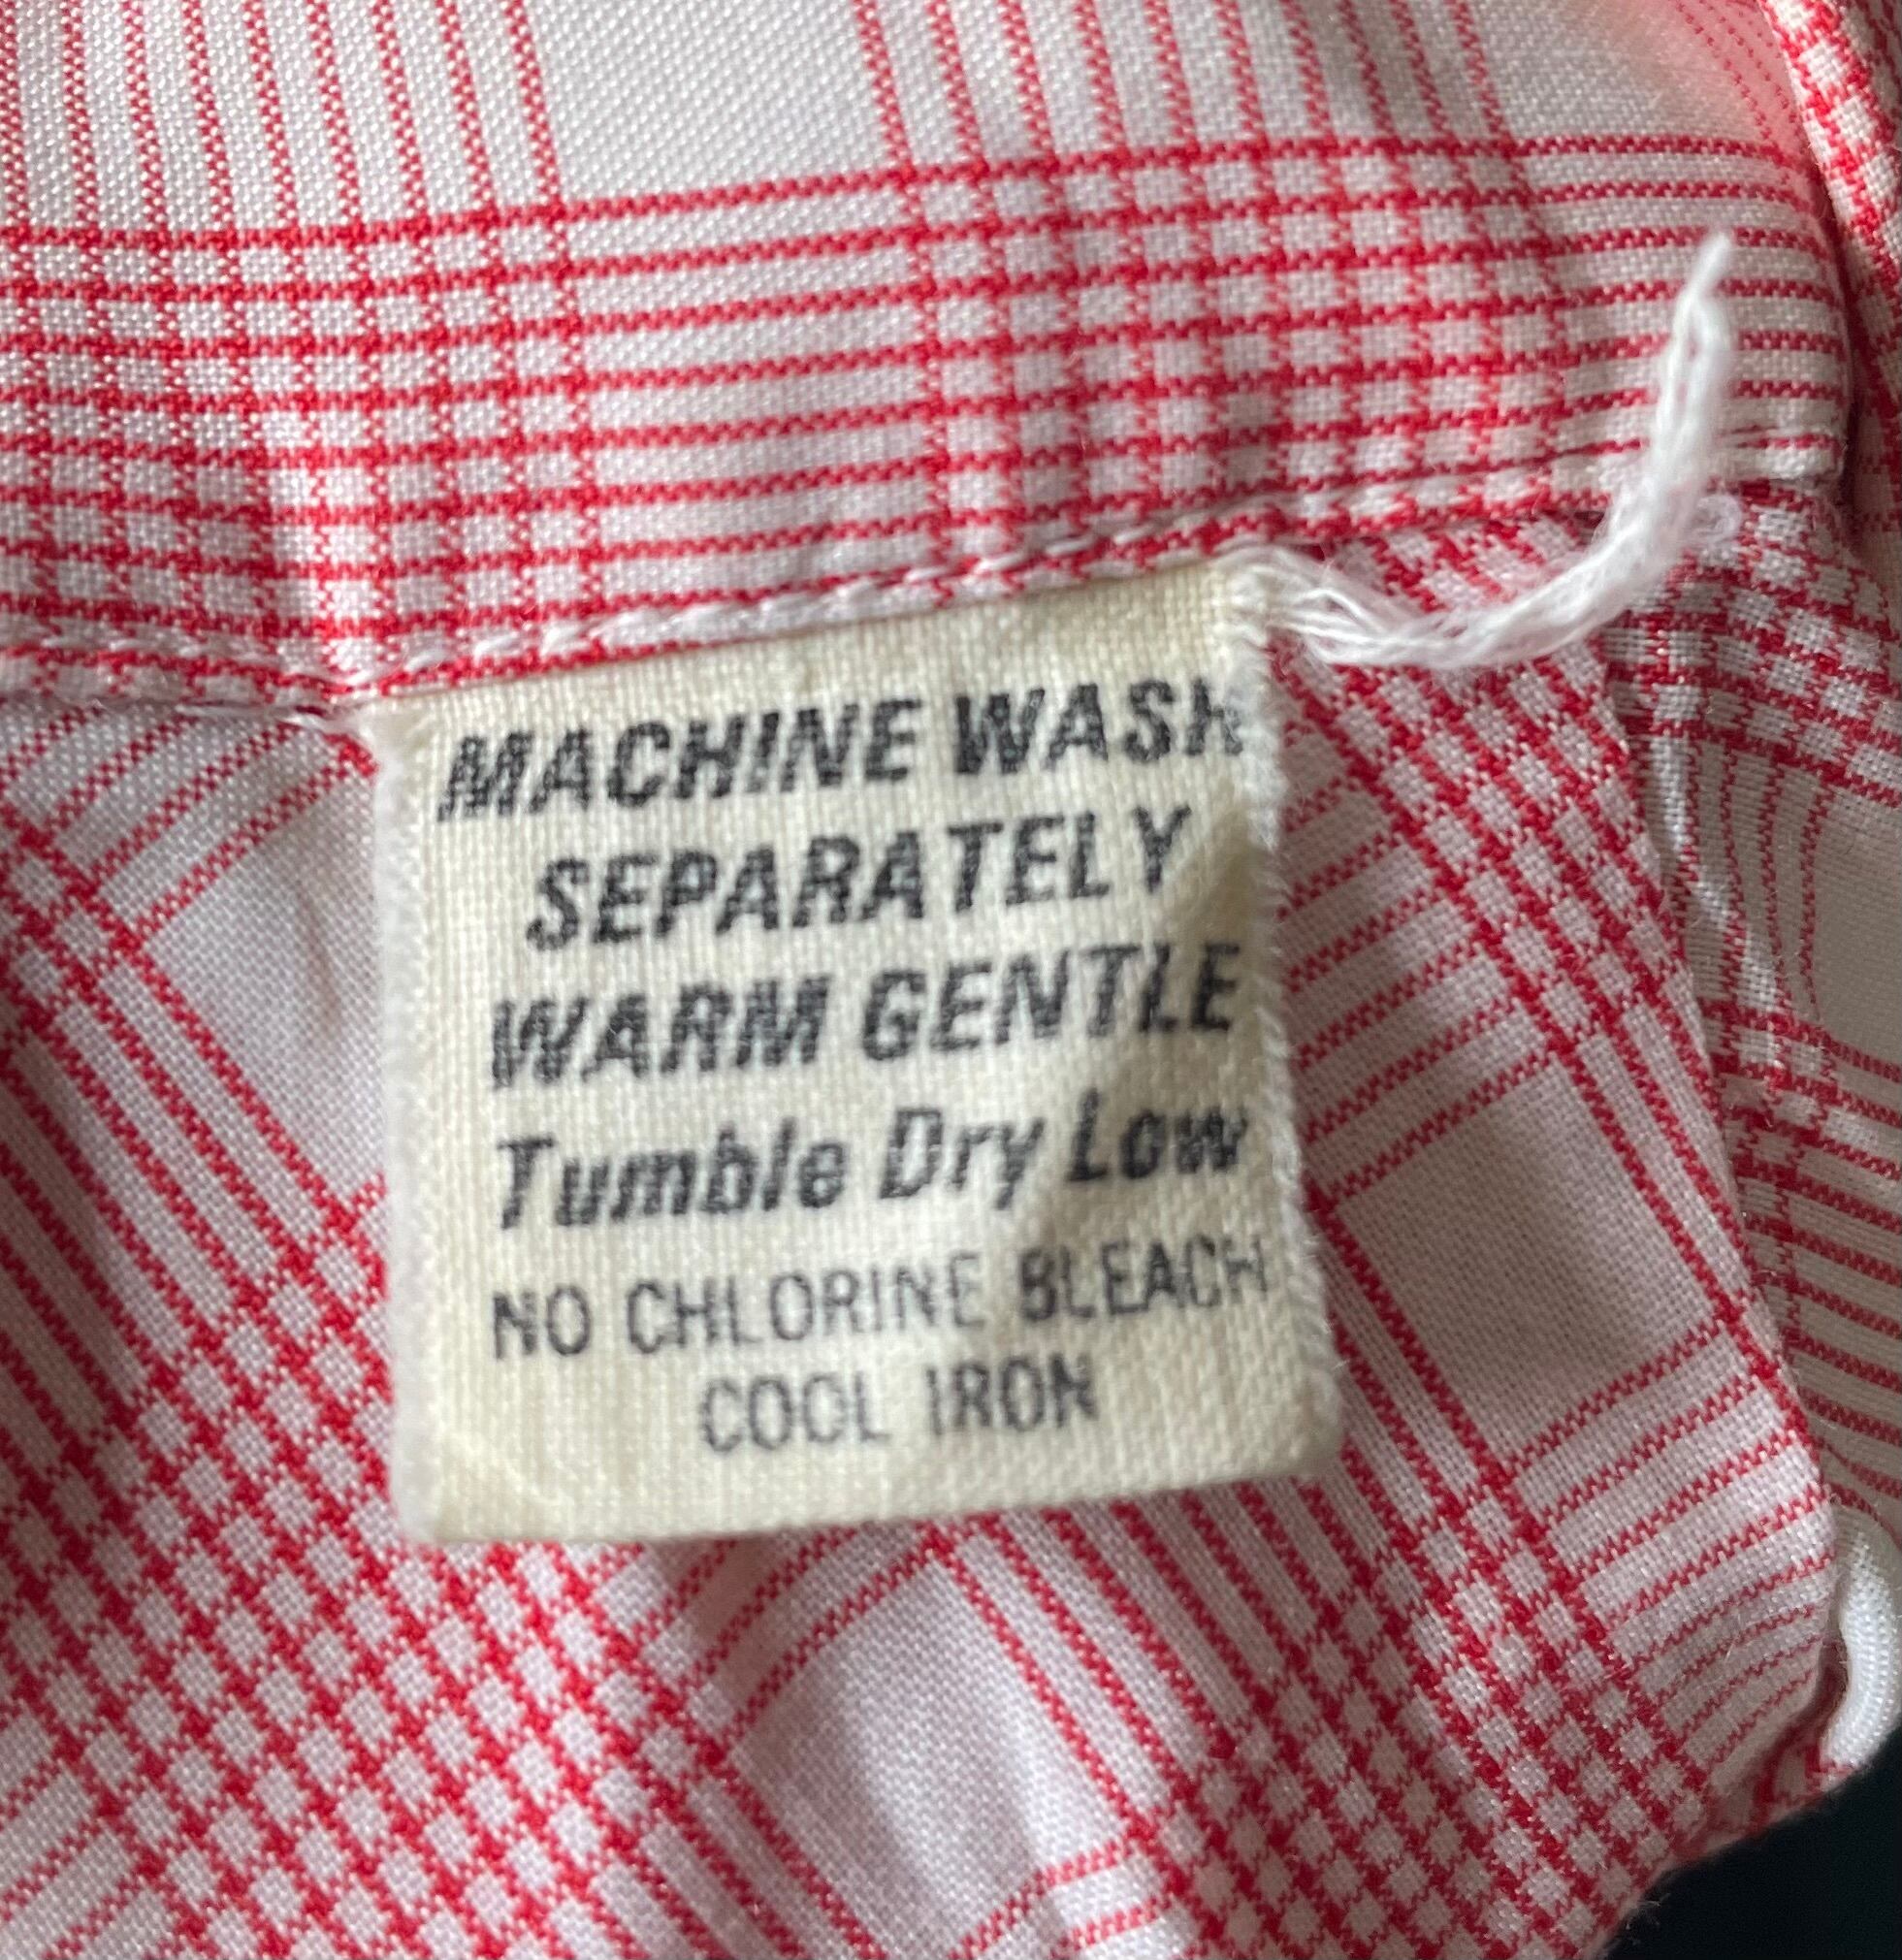 MACHINE WASH
SEPARATELY
WARM GENTLE
Tumble Dry Low
NO CHLORINE BLEACH
COOL IRON